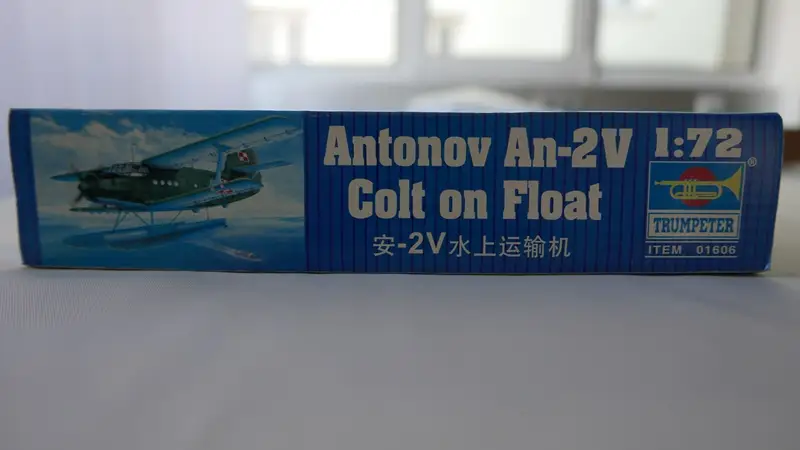 Antonov An-2V
Colt on Float
安-2V水上运输机
1:72
®
TRUMPETER
ITEM 01606